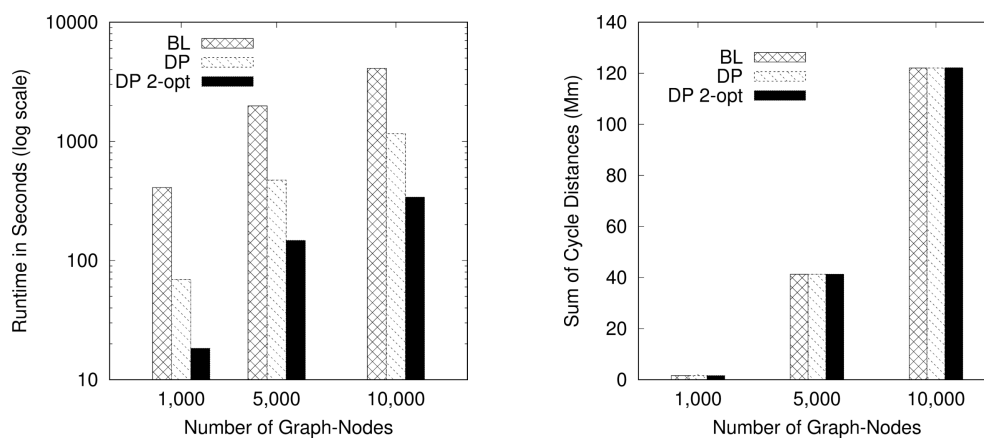 Runtime in Seconds (log scale)
10000
1000
100
10
BL
DP
DP 2-opt
1,000 5,000 10,000
Number of Graph-Nodes
Sum of Cycle Distances (Mm)
140
120
100
80
60
40
20
0
BL
DP
DP 2-opt
1,000 5,000 10,000
Number of Graph-Nodes